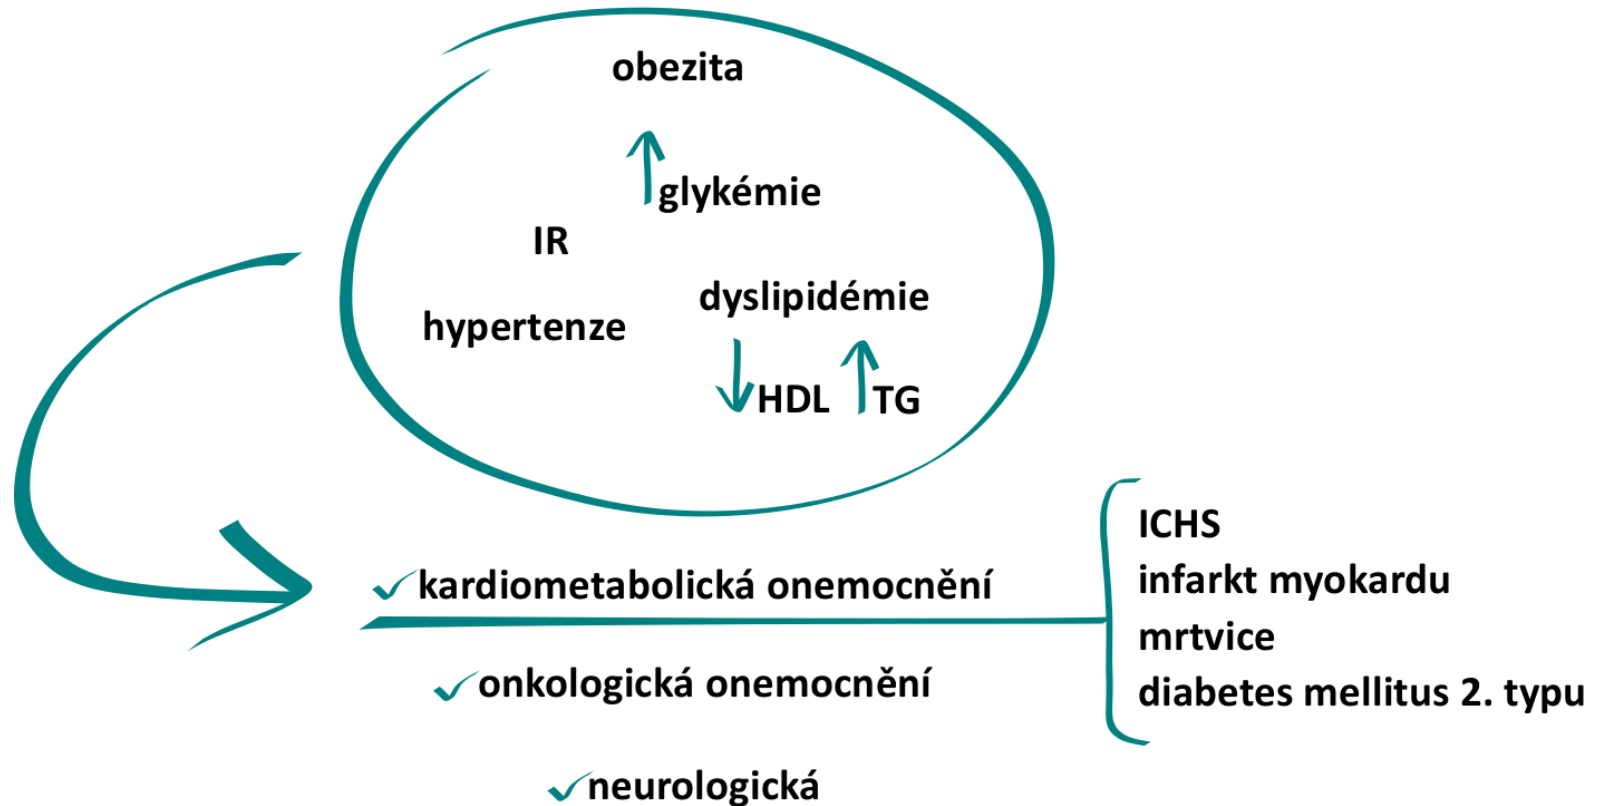 obezita
glykémie
IR
dyslipidémie
hypertenze
HDL TG
ICHS
kardiometabolická onemocnění
infarkt myokardu
mrtvice
onkologická onemocnění
diabetes mellitus 2. typu
neurologická